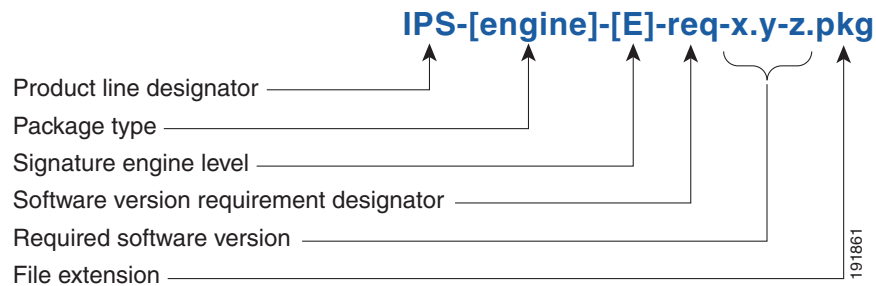 IPS-[engine]-[E]-req-x.y-z.pkg
Product line designator
Package type
Signature engine level
Software version requirement designator
Required software version
File extension
191861